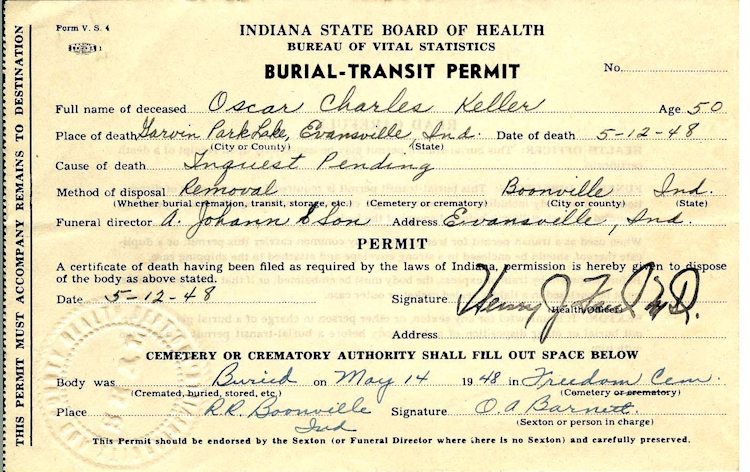 Form V. S. 4
INDIANA STATE BOARD OF HEALTH
BUREAU OF VITAL STATISTICS
BURIAL-TRANSIT PERMIT
No.
Full name of deceased Oscar Charles Keller Age 50
Place of death Garvin Park Lake, Evansville, Ind. Date of death 5-12-48
(City or County) (State)
Cause of death Inquest Pending
Method of disposal Removal Boonville Ind.
(Whether burial cremation, transit, storage, etc.) (Cemetery or crematory) (City or county) (State)
Funeral director A. Johann & Son Address Evansville, Ind.
PERMIT
A certificate of death having been filed as required by the laws of Indiana, permission is hereby given to dispose
of the body as above stated.
Date 5-12-48 Signature Henry J
(Health Officer)
Address
CEMETERY OR CREMATORY AUTHORITY SHALL FILL OUT SPACE BELOW
Body was Buried on May 14 1948 in Freedom Cem.
(Cremated, buried, stored, etc.) (Cemetery or crematory)
Place R.R. Boonville Signature O. A Barnett
Ind
(Sexton or person in charge)
This Permit should be endorsed by the Sexton (or Funeral Director where there is no Sexton) and carefully preserved.
THIS PERMIT MUST ACCOMPANY REMAINS TO DESTINATION